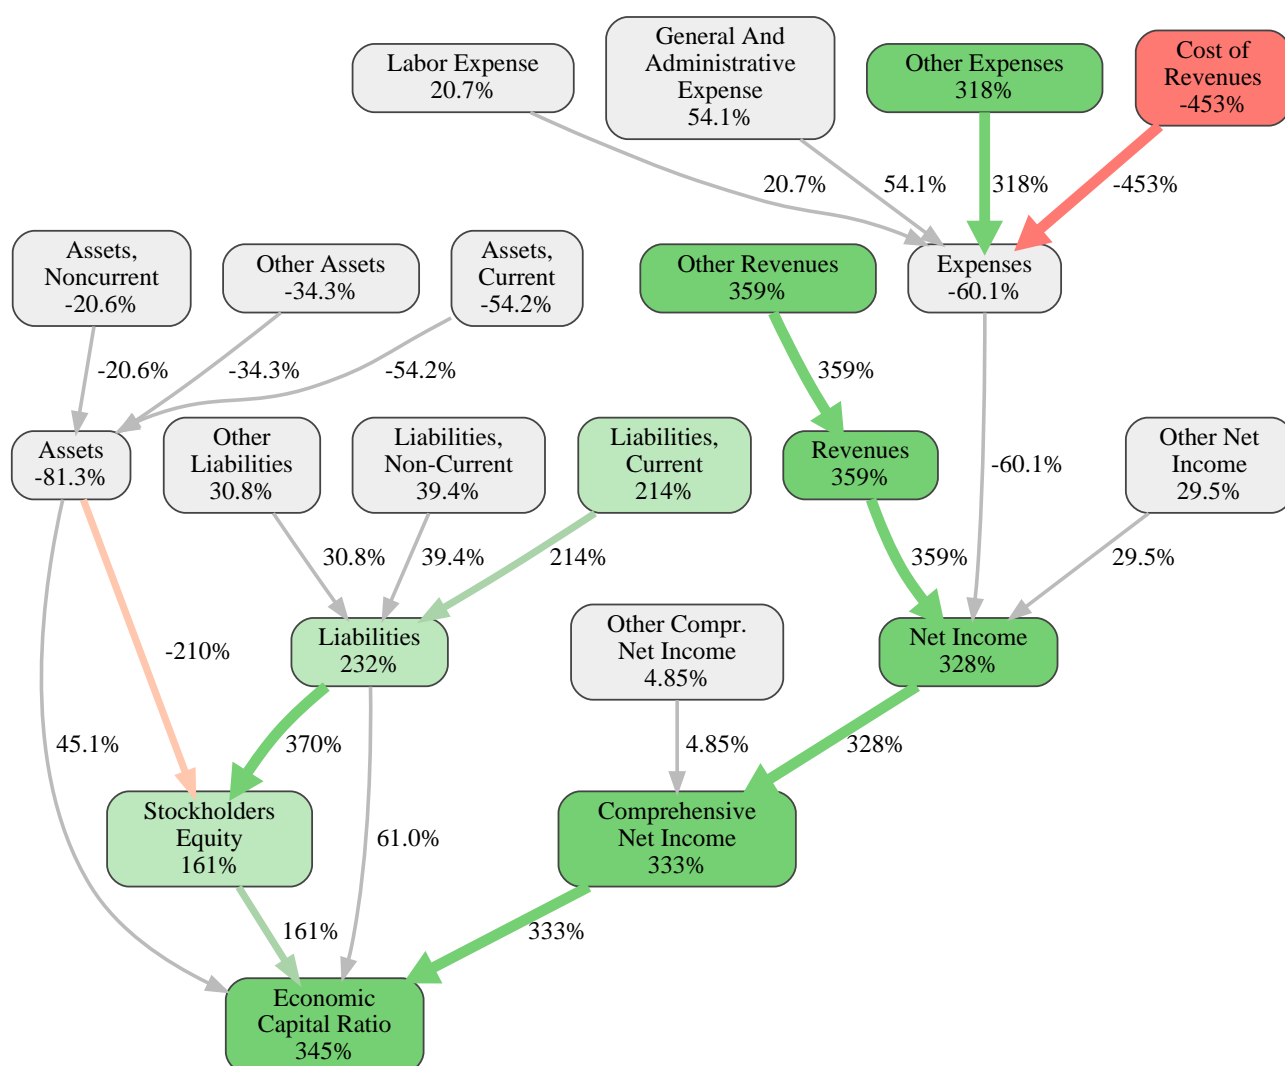 Labor Expense
20.7%
General And
Administrative
Expense
54.1%
Other Expenses
318%
Cost of
Revenues
-453%
20.7%
54.1%
318%
-453%
Assets,
Noncurrent
-20.6%
Other Assets
-34.3%
Assets,
Current
-54.2%
Other Revenues
359%
Expenses
-60.1%
-20.6%
-34.3%
-54.2%
359%
Assets
-81.3%
Other
Liabilities
30.8%
Liabilities,
Non-Current
39.4%
Liabilities,
Current
214%
Revenues
359%
-60.1%
Other Net
Income
29.5%
30.8%
39.4%
214%
359%
29.5%
-210%
Liabilities
232%
Other Compr.
Net Income
4.85%
Net Income
328%
45.1%
370%
4.85%
328%
Stockholders
Equity
161%
61.0%
Comprehensive
Net Income
333%
161%
333%
Economic
Capital Ratio
345%